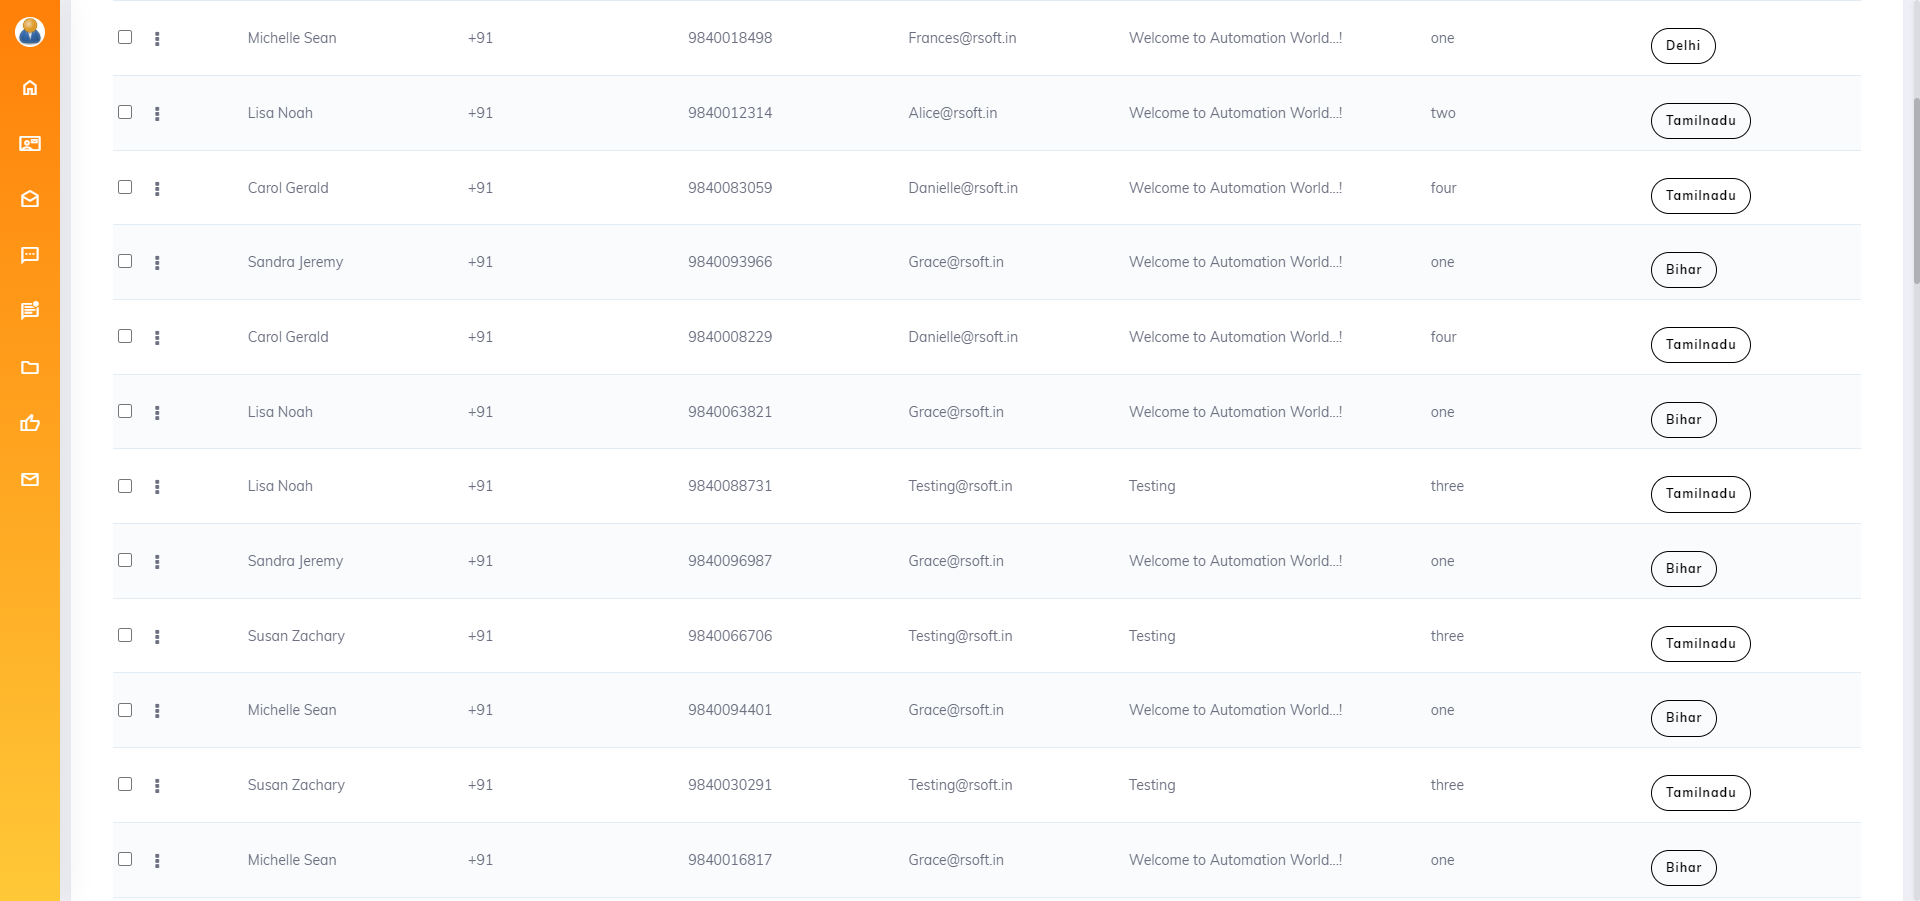 Michelle Sean +91 9840018498 Frances@rsoft.in Welcome to Automation World...! one Delhi
Lisa Noah +91 9840012314 Alice@rsoft.in Welcome to Automation World...! two Tamilnadu
Carol Gerald +91 9840083059 Danielle@rsoft.in Welcome to Automation World...! four Tamilnadu
Sandra Jeremy +91 9840093966 Grace@rsoft.in Welcome to Automation World...! one Bihar
Carol Gerald +91 9840008229 Danielle@rsoft.in Welcome to Automation World...! four Tamilnadu
Lisa Noah +91 9840063821 Grace@rsoft.in Welcome to Automation World...! one Bihar
Lisa Noah +91 9840088731 Testing@rsoft.in Testing three Tamilnadu
Sandra Jeremy +91 9840096987 Grace@rsoft.in Welcome to Automation World...! one Bihar
Susan Zachary +91 9840066706 Testing@rsoft.in Testing three Tamilnadu
Michelle Sean +91 9840094401 Grace@rsoft.in Welcome to Automation World...! one Bihar
Susan Zachary +91 9840030291 Testing@rsoft.in Testing three Tamilnadu
Michelle Sean +91 9840016817 Grace@rsoft.in Welcome to Automation World...! one Bihar